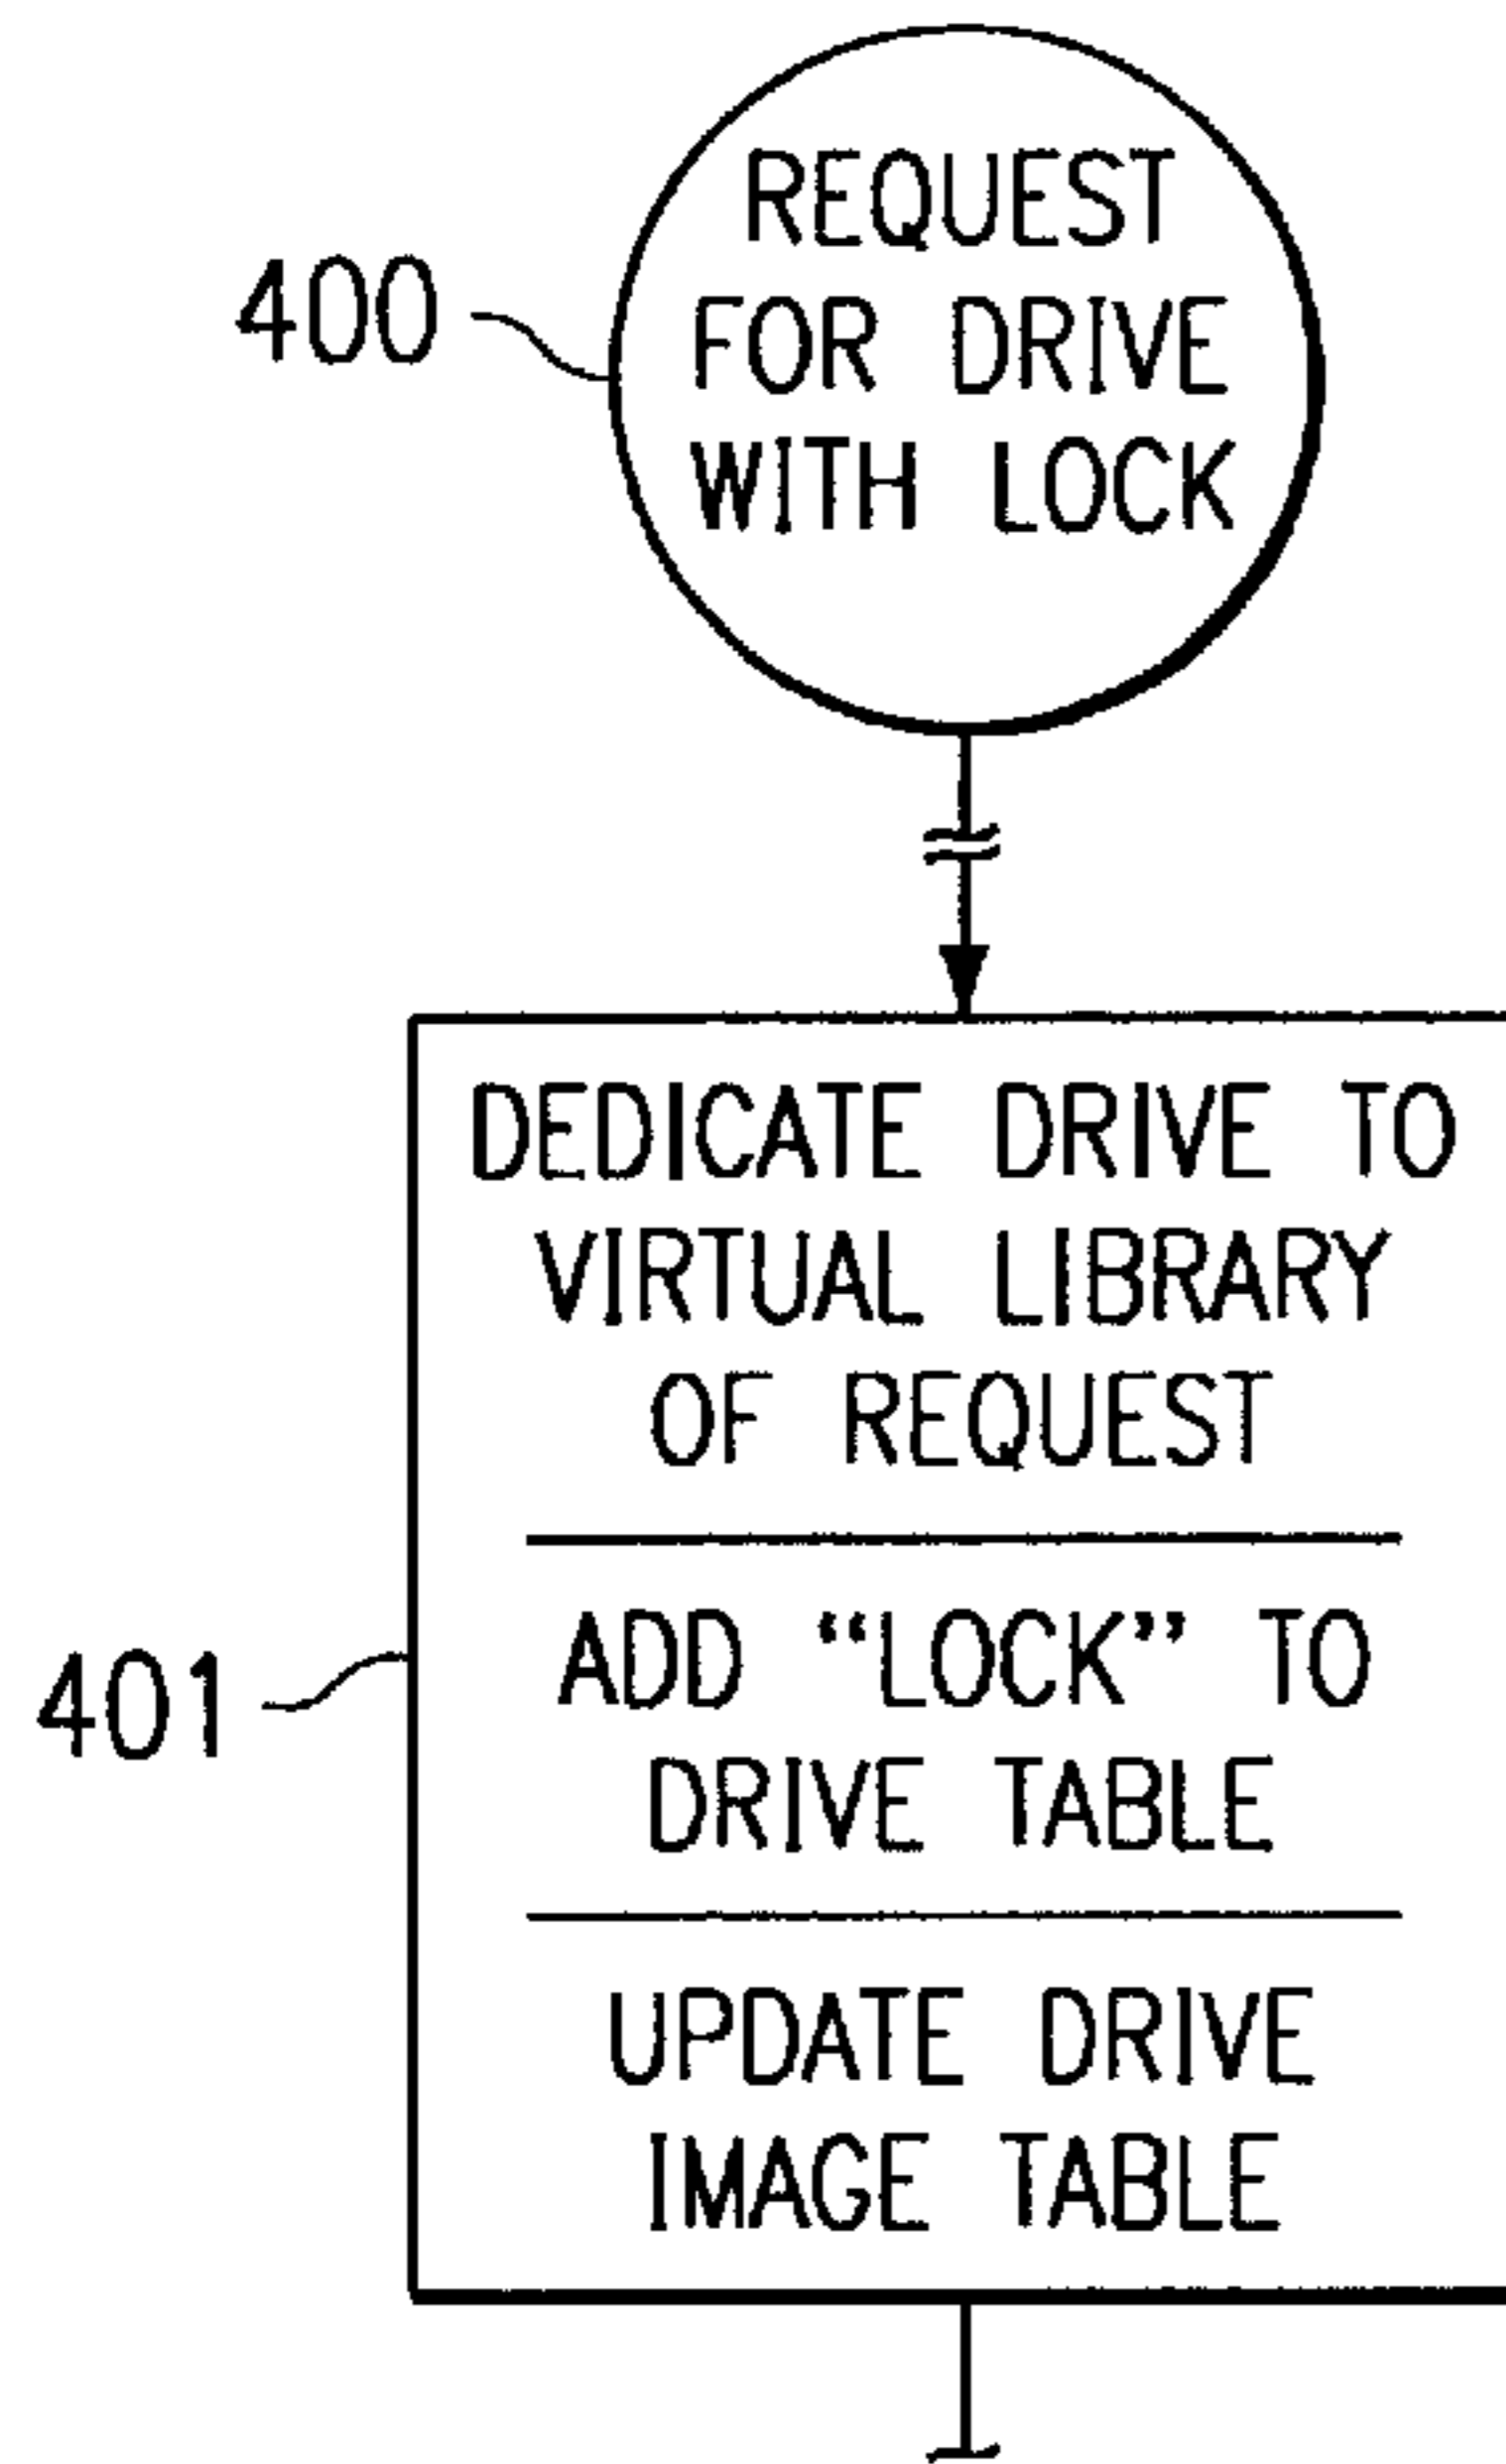 REQUEST
400
FOR DRIVE
WITH LOCK
DEDICATE DRIVE TO
VIRTUAL LIBRARY
OF REQUEST
401
ADD “LOCK” TO
DRIVE TABLE
UPDATE DRIVE
IMAGE TABLE